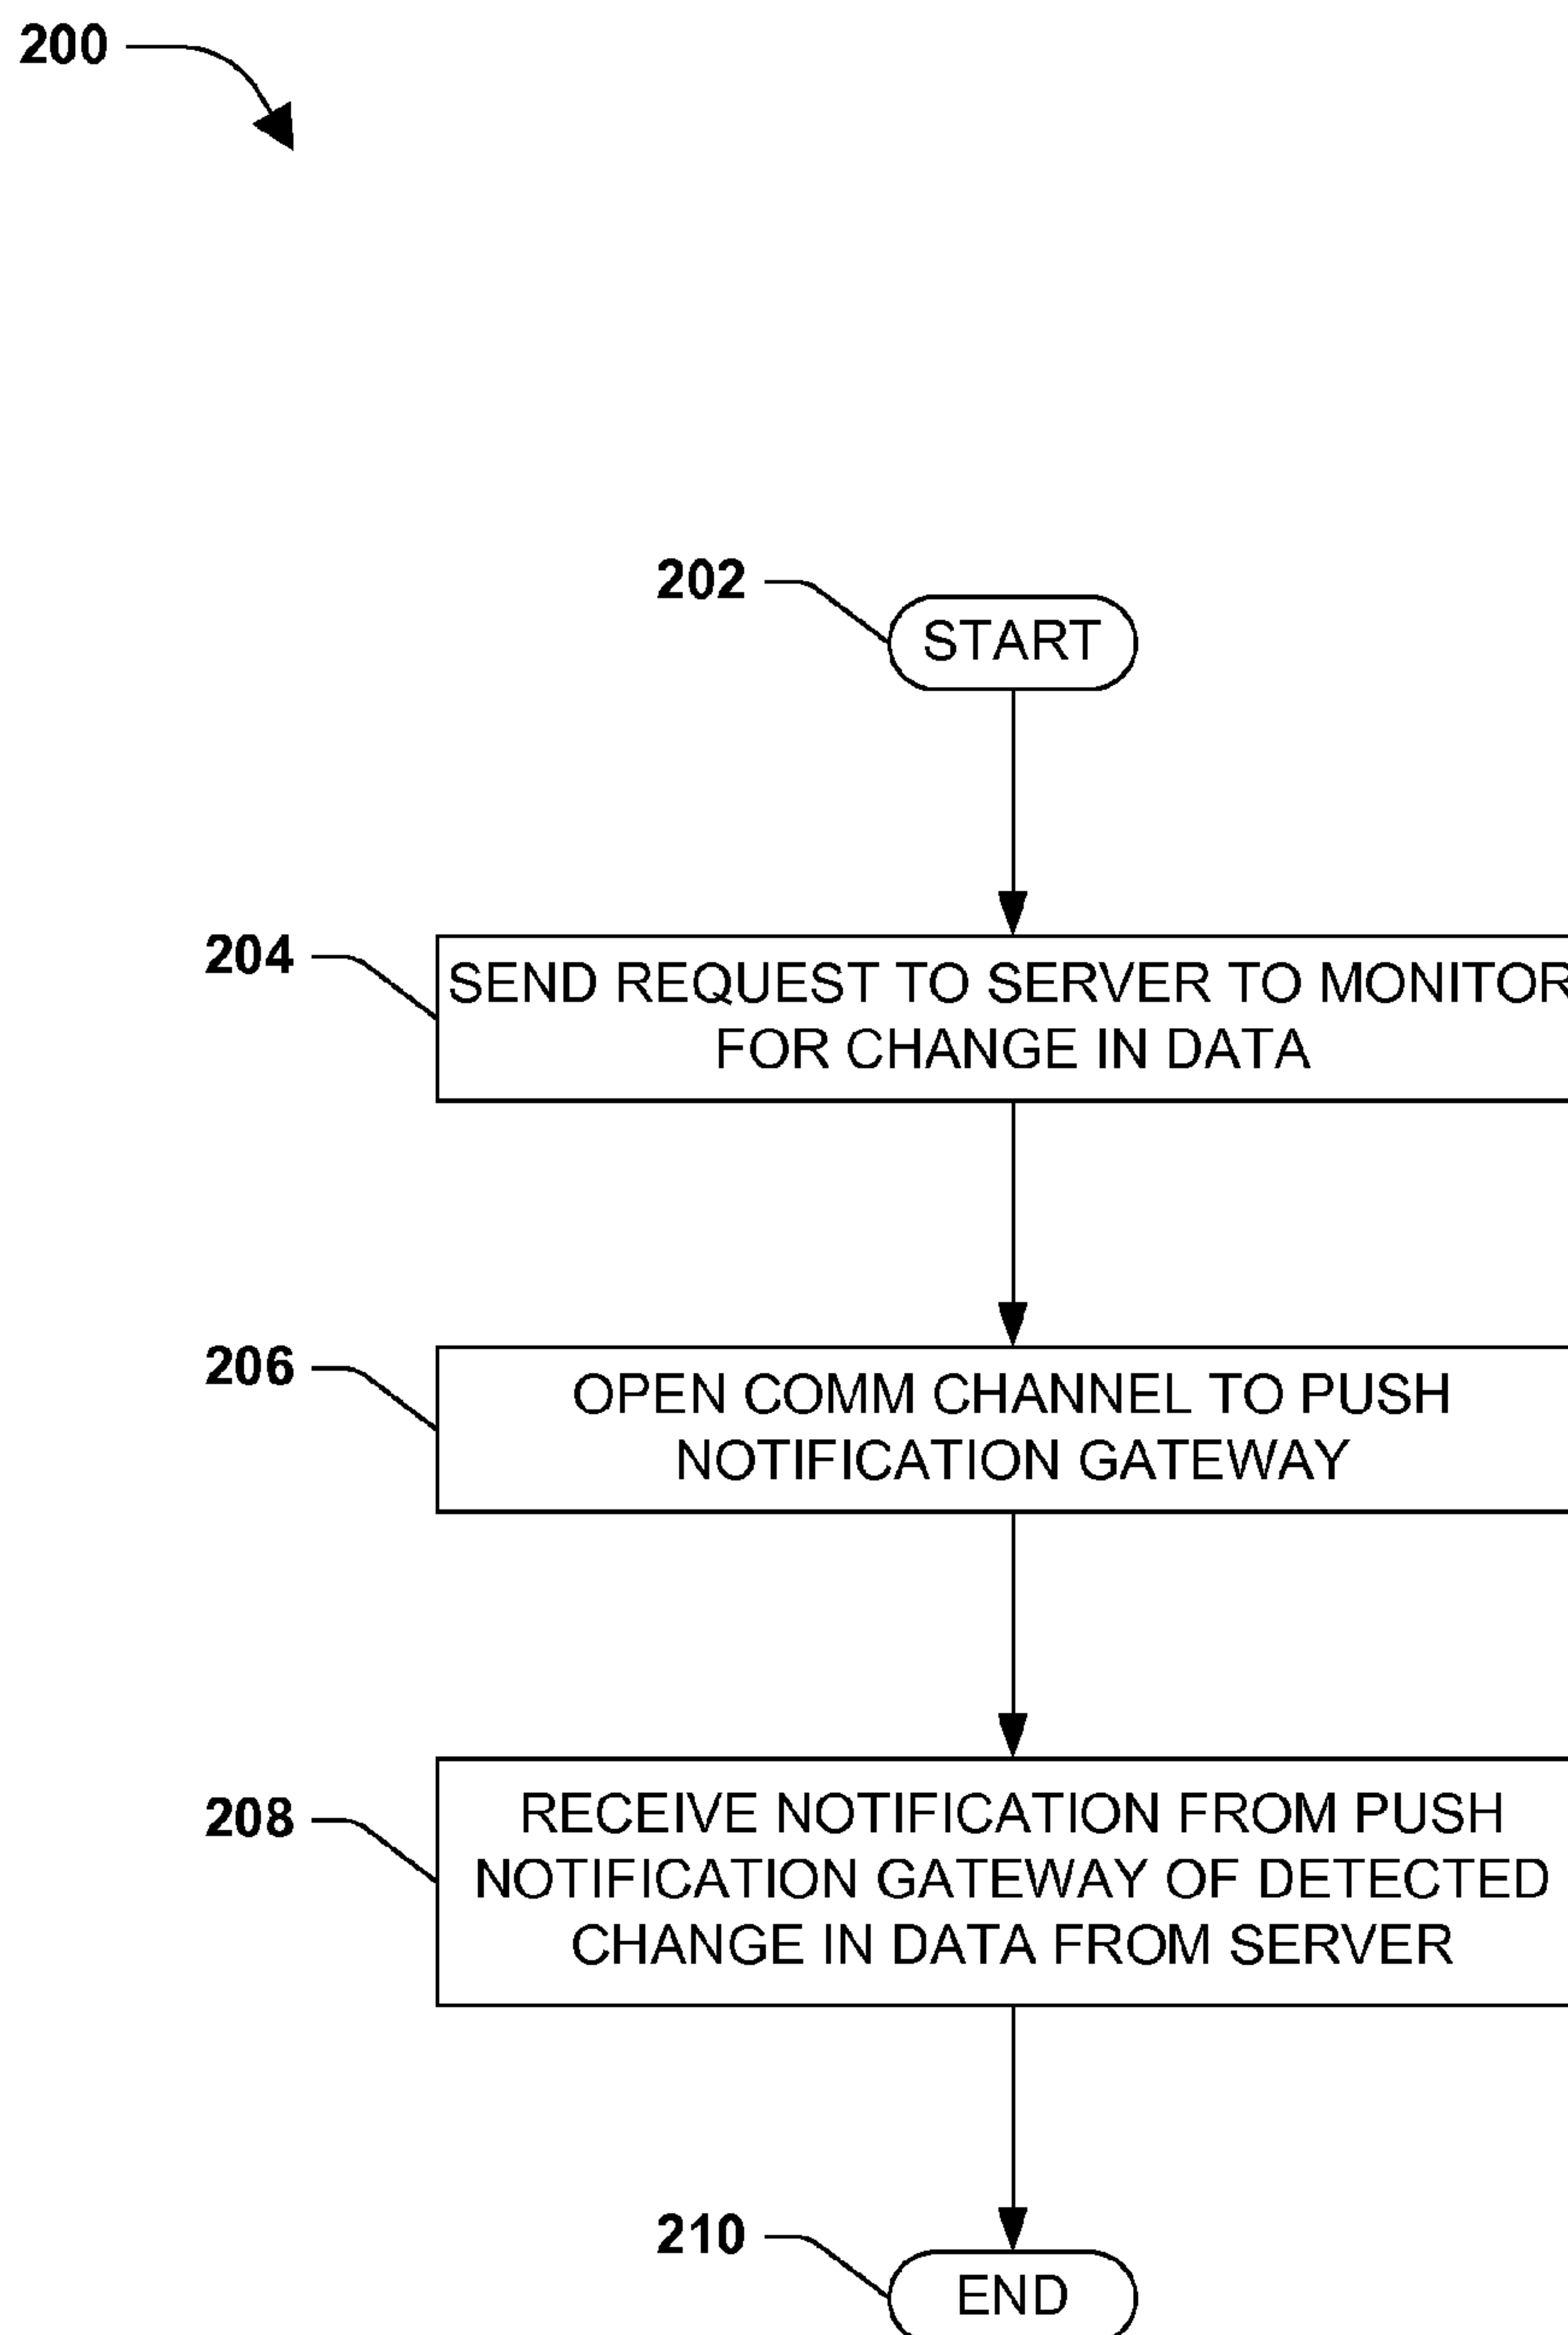 200
202
START
204
SEND REQUEST TO SERVER TO MONITOR
FOR CHANGE IN DATA
206
OPEN COMM CHANNEL TO PUSH
NOTIFICATION GATEWAY
208
RECEIVE NOTIFICATION FROM PUSH
NOTIFICATION GATEWAY OF DETECTED
CHANGE IN DATA FROM SERVER
210
END